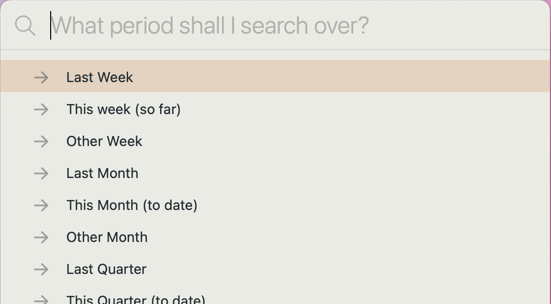 What period shall I search over?
Last Week
This week (so far)
Other Week
Last Month
This Month (to date)
Other Month
Last Quarter
This Quarter (to date)